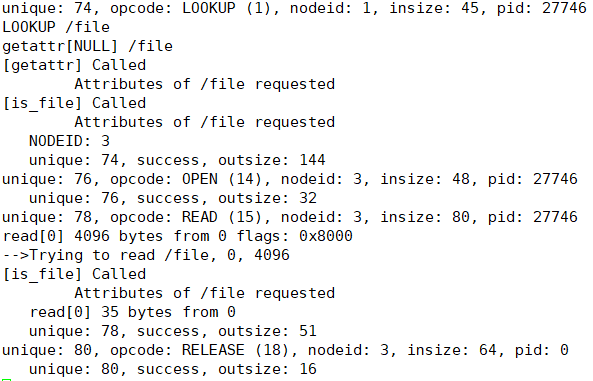 unique: 74, opcode: LOOKUP (1), nodeid: 1, insize: 45, pid: 27746
LOOKUP /file
getattr[NULL] /file
[getattr] Called
        Attributes of /file requested
[is_file] Called
        Attributes of /file requested
   NODEID: 3
   unique: 74, success, outsize: 144
unique: 76, opcode: OPEN (14), nodeid: 3, insize: 48, pid: 27746
   unique: 76, success, outsize: 32
unique: 78, opcode: READ (15), nodeid: 3, insize: 80, pid: 27746
read[0] 4096 bytes from 0 flags: 0x8000
-->Trying to read /file, 0, 4096
[is_file] Called
        Attributes of /file requested
   read[0] 35 bytes from 0
   unique: 78, success, outsize: 51
unique: 80, opcode: RELEASE (18), nodeid: 3, insize: 64, pid: 0
   unique: 80, success, outsize: 16